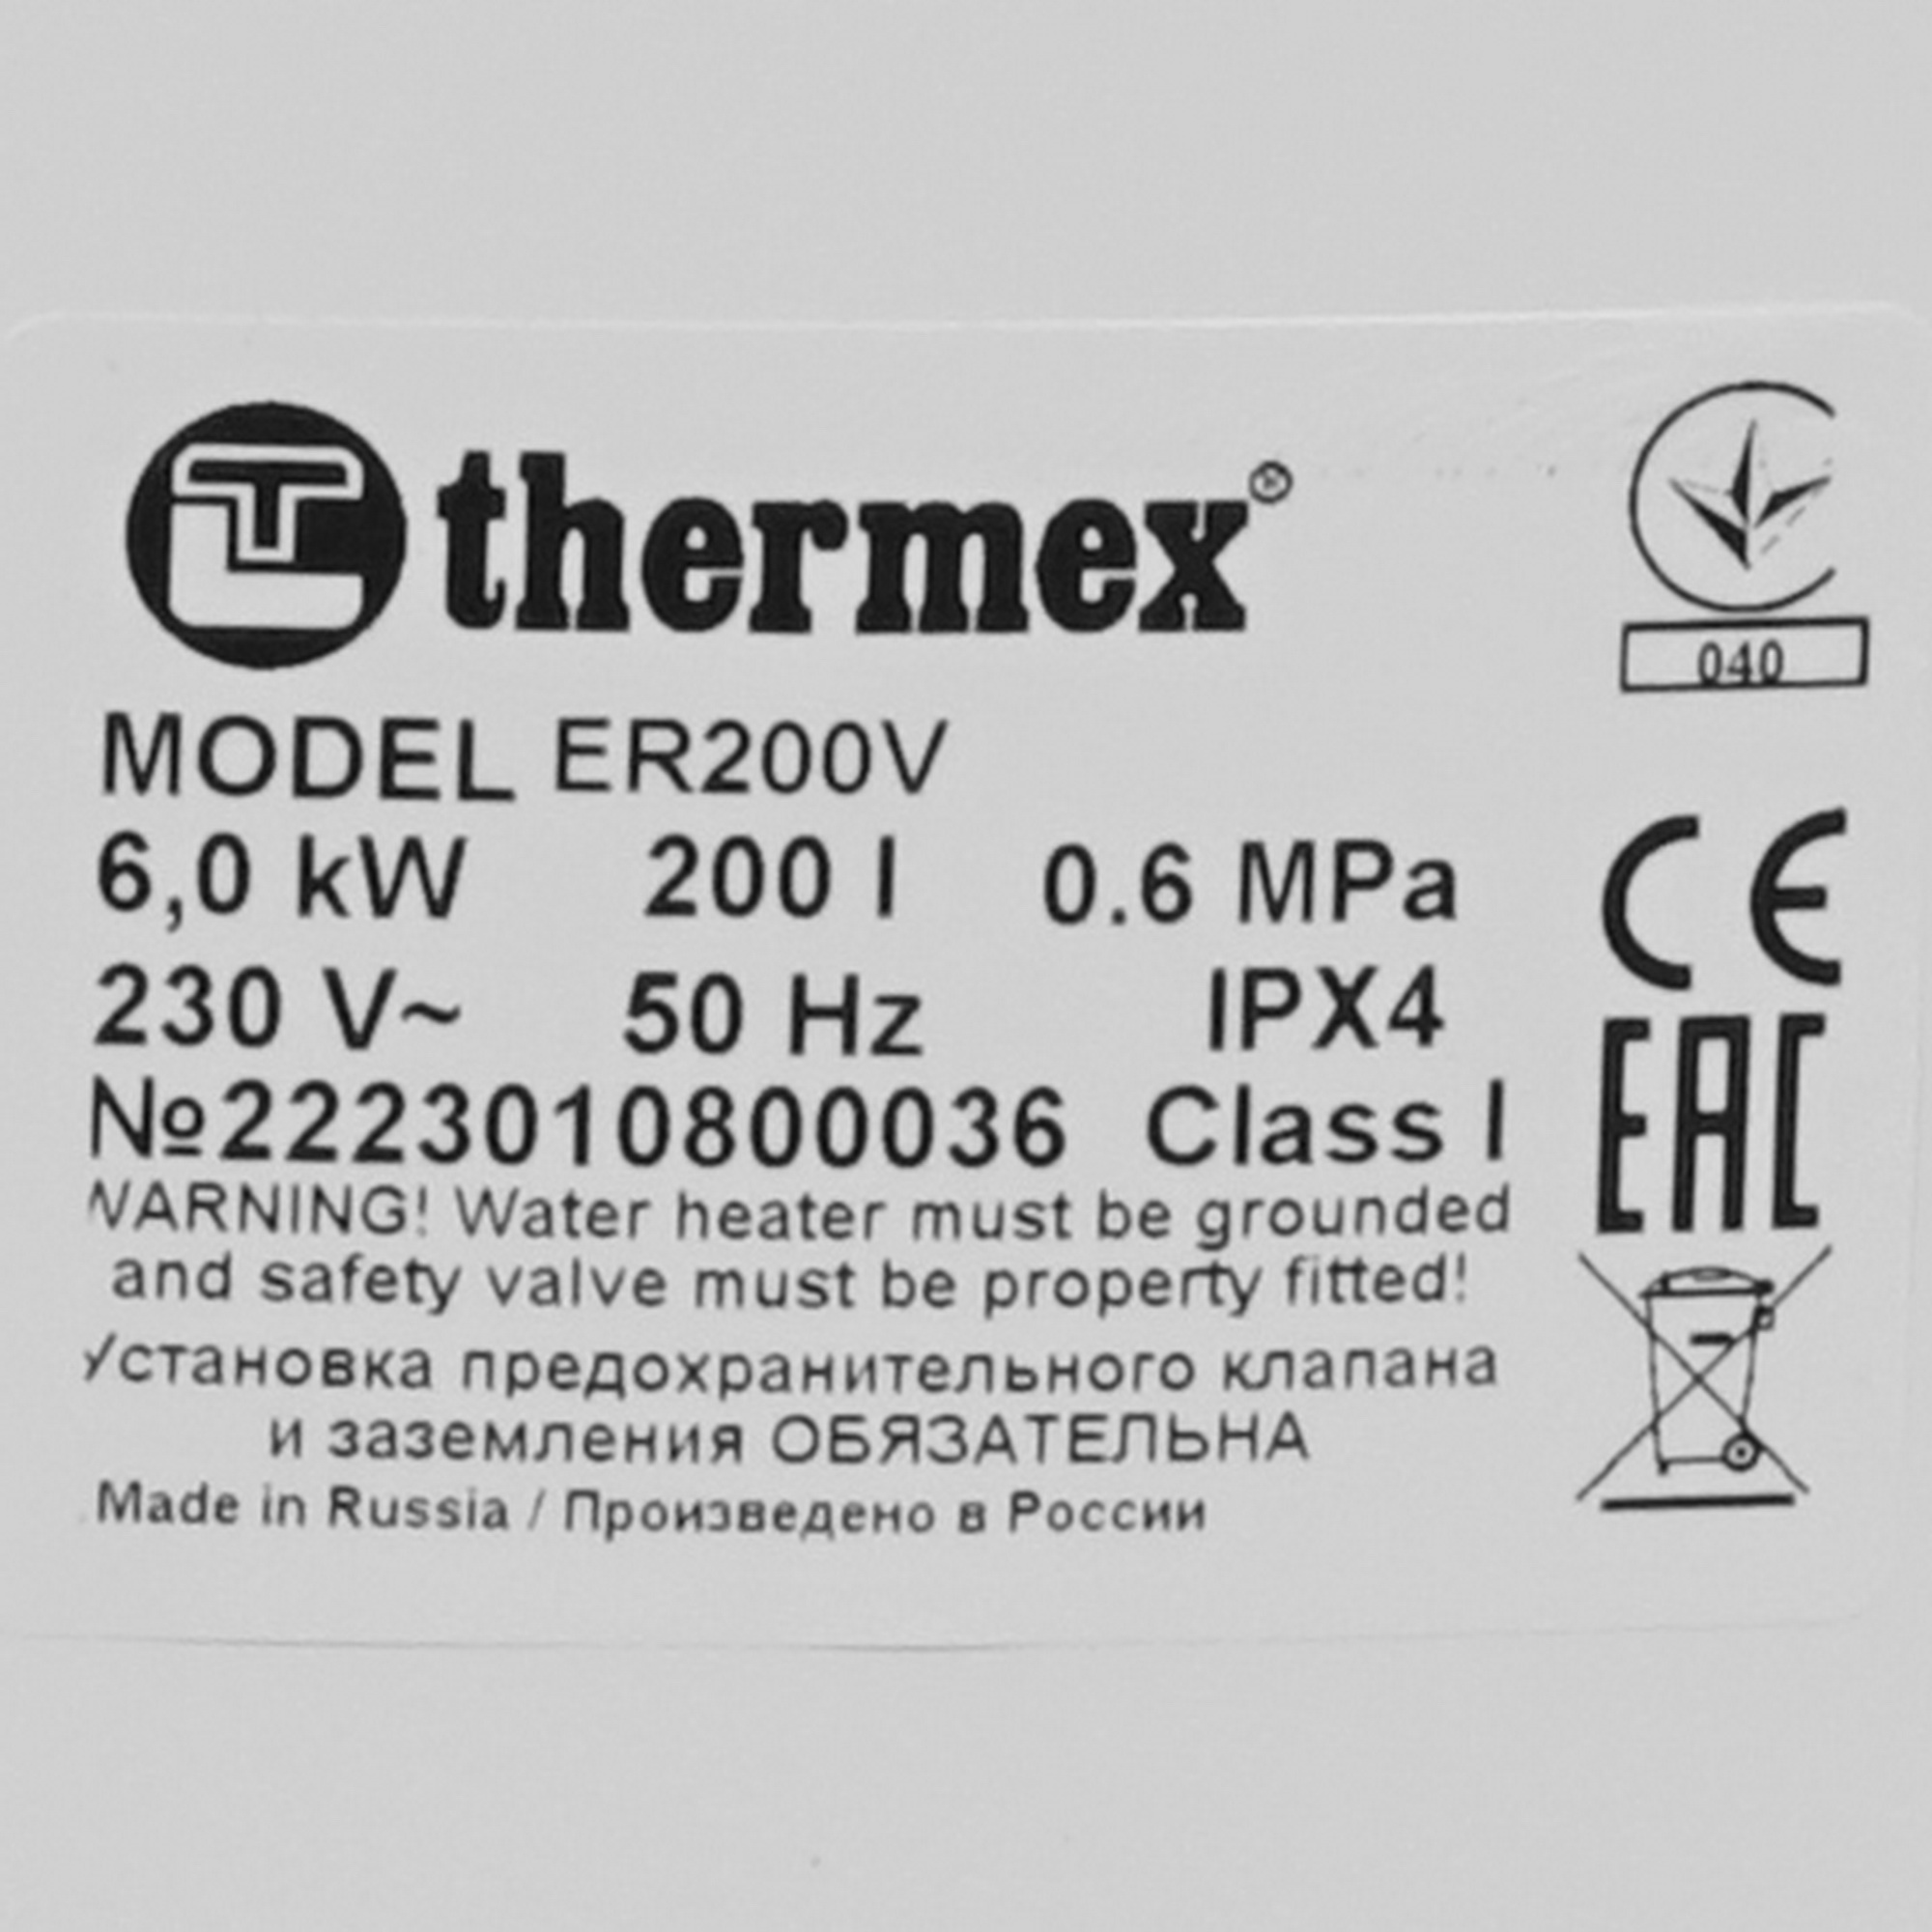 thermex®
040
MODEL ER200V
6,0 kW 200 l 0.6 MPa
230 V~ 50 Hz IPX4
№2223010800036 Class I
CE
EAC
WARNING! Water heater must be grounded
and safety valve must be property fitted!
Установка предохранительного клапана
и заземления ОБЯЗАТЕЛЬНА
Made in Russia / Произведено в России